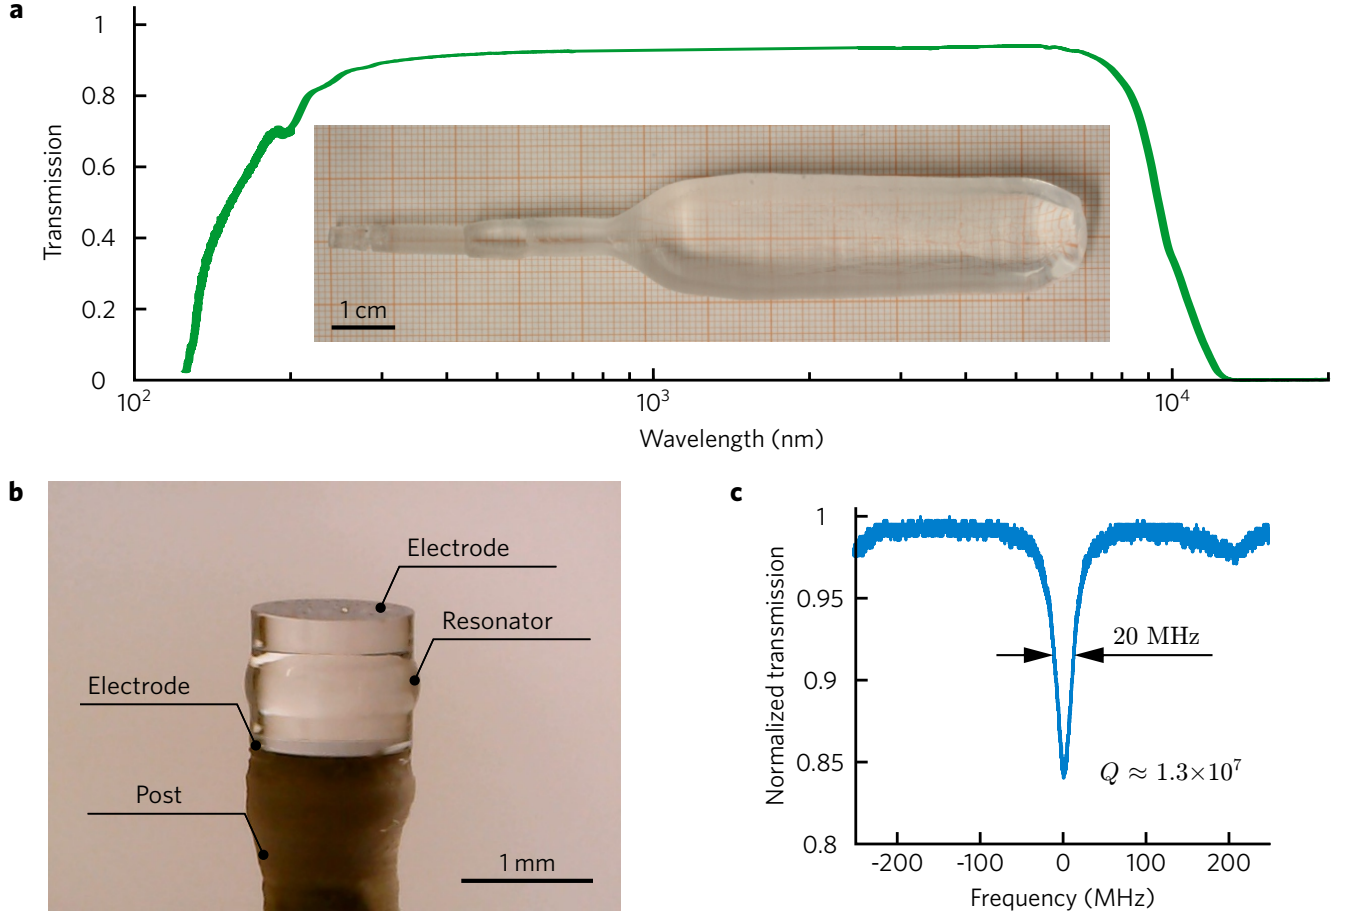 a
1
0.8
0.6
0.4
0.2
0
Transmission
1 cm
10²
10³
10⁴
Wavelength (nm)
b
Electrode
Resonator
Electrode
Post
1 mm
c
1
0.95
0.9
0.85
0.8
Normalized transmission
20 MHz
Q ≈ 1.3×10⁷
-200
-100
0
100
200
Frequency (MHz)